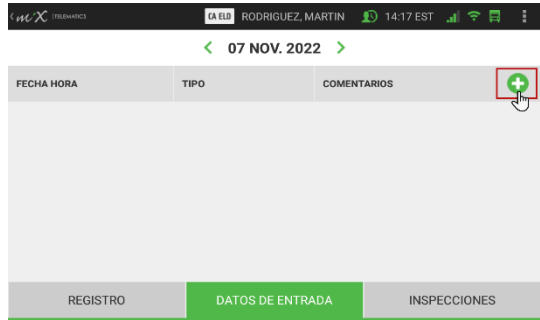 miX [TELEMATICS] CA ELD RODRIGUEZ, MARTIN 14:17 EST
07 NOV. 2022
FECHA HORA TIPO COMENTARIOS
REGISTRO DATOS DE ENTRADA INSPECCIONES